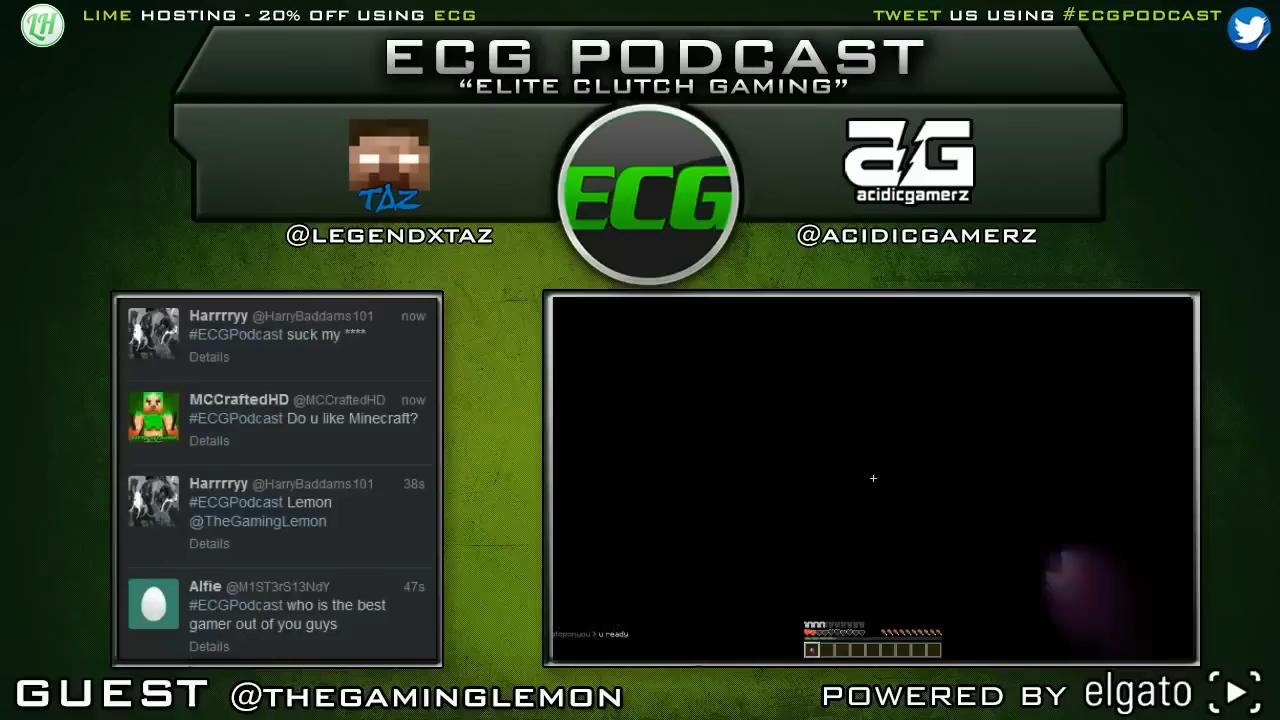 LH
LIME HOSTING - 20% OFF USING ECG
TWEET US USING #ECGPODCAST
ECG PODCAST
"ELITE CLUTCH GAMING"
TAZ
ECG
AG
acidicgamerz
@LEGENDXTAZ
@ACIDICGAMERZ
Harrrryy @HarryBaddams101 now
#ECGPodcast suck my ****
Details
MCCraftedHD @MCCraftedHD now
#ECGPodcast Do u like Minecraft?
Details
Harrrryy @HarryBaddams101 38s
#ECGPodcast Lemon
@TheGamingLemon
Details
Alfie @M1ST3rS13NdY 47s
#ECGPodcast who is the best
gamer out of you guys
Details
u ready
GUEST @THEGAMINGLEMON
POWERED BY elgato